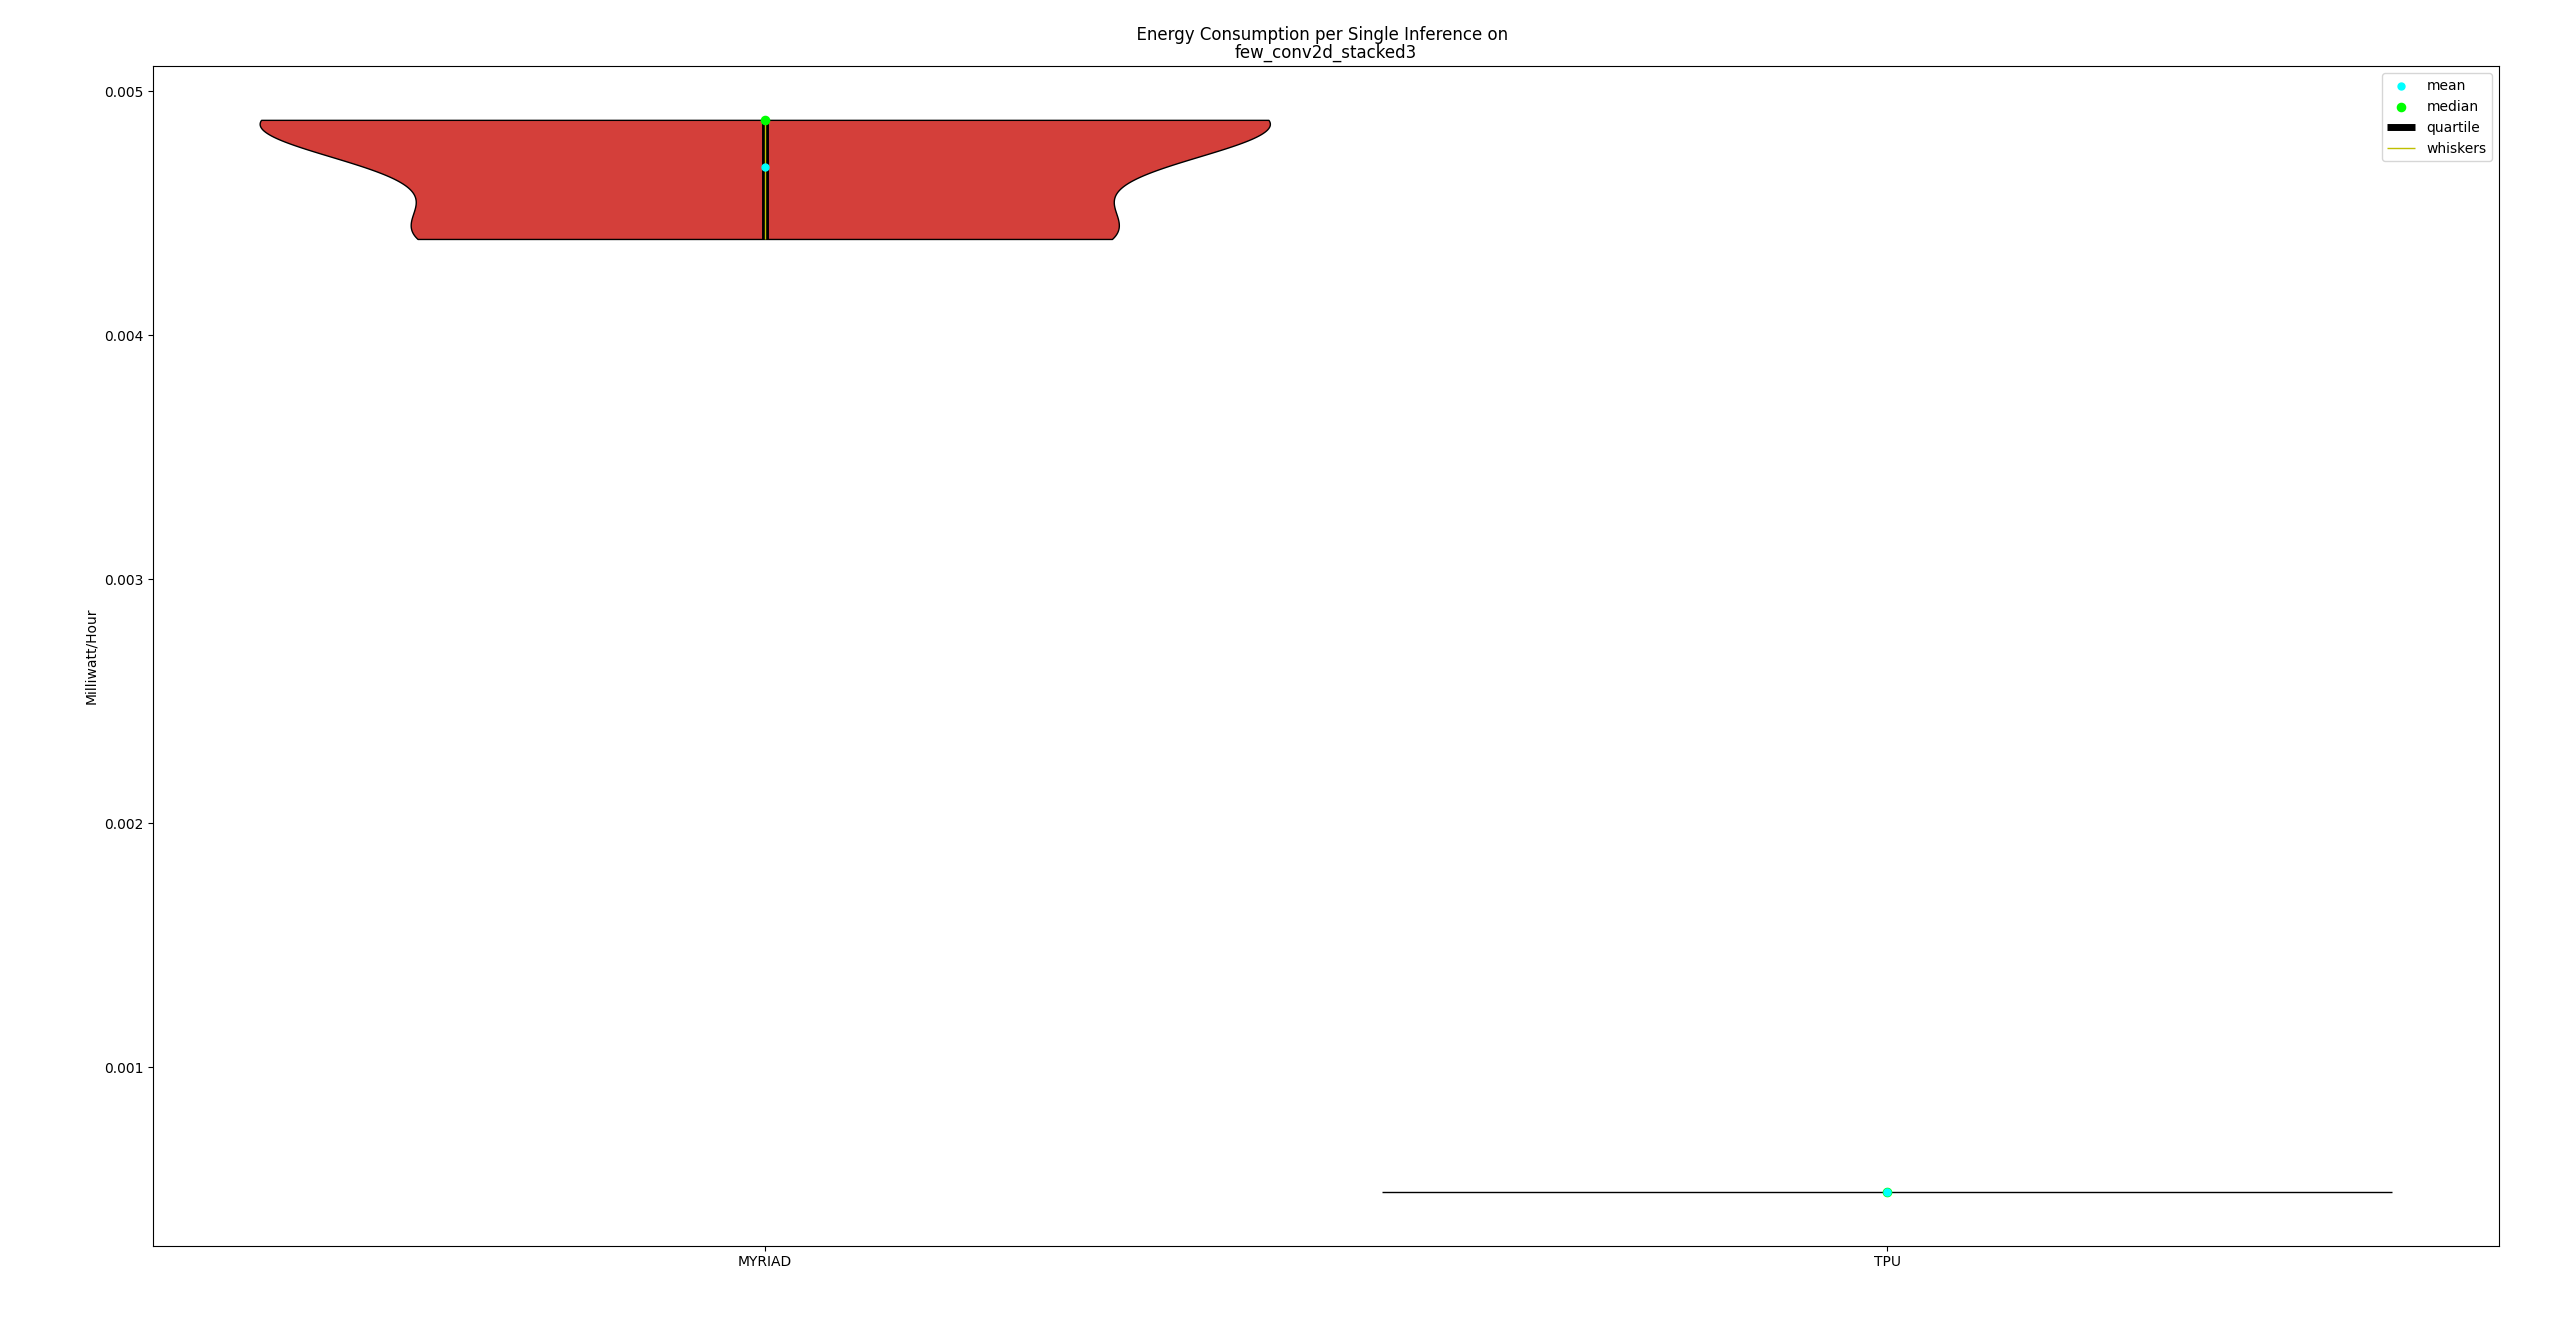 Energy Consumption per Single Inference on
few_conv2d_stacked3
mean
median
quartile
whiskers
0.005
0.004
0.003
0.002
0.001
Milliwatt/Hour
MYRIAD
TPU